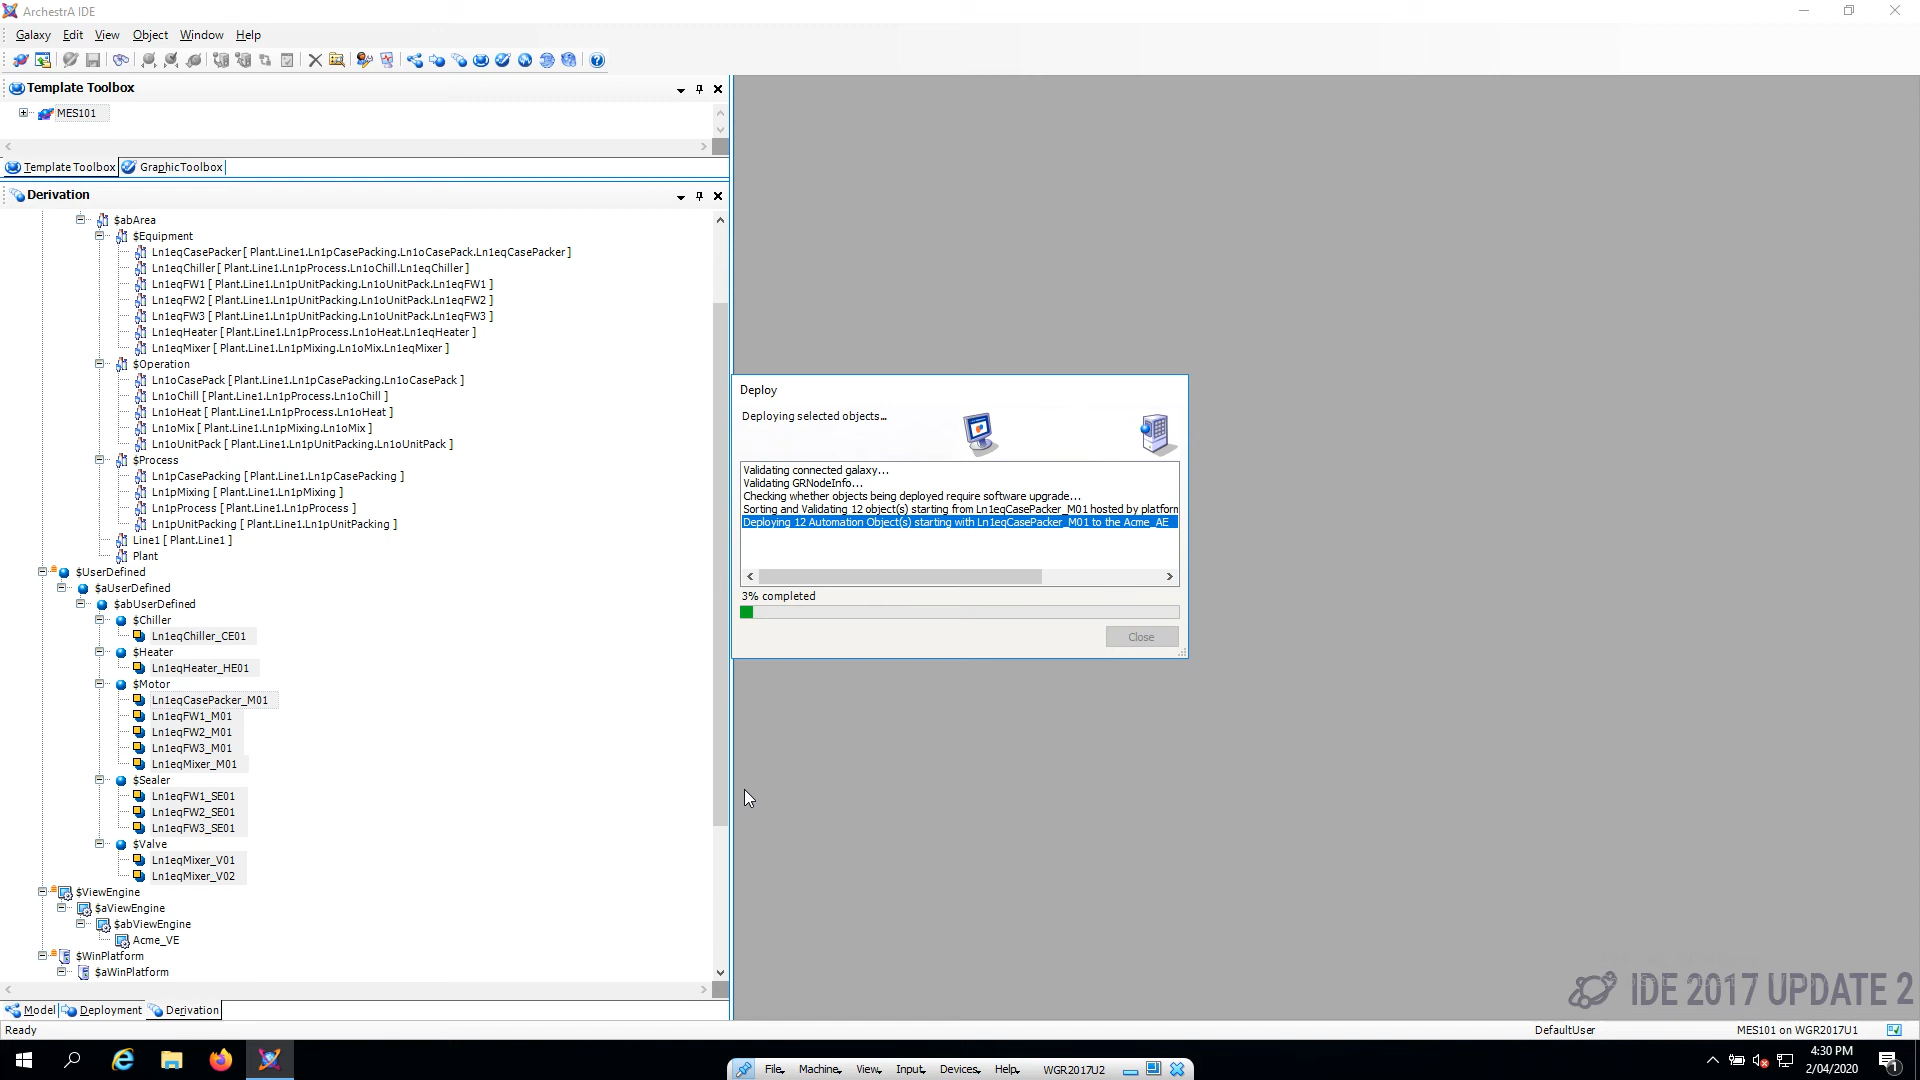 ArchestrA IDE
Galaxy Edit View Object Window Help
Template Toolbox
MES101
Template Toolbox GraphicToolbox
Derivation
$abArea
$Equipment
Ln1eqCasePacker [ Plant.Line1.Ln1pCasePacking.Ln1oCasePack.Ln1eqCasePacker ]
Ln1eqChiller [ Plant.Line1.Ln1pProcess.Ln1oChill.Ln1eqChiller ]
Ln1eqFW1 [ Plant.Line1.Ln1pUnitPacking.Ln1oUnitPack.Ln1eqFW1 ]
Ln1eqFW2 [ Plant.Line1.Ln1pUnitPacking.Ln1oUnitPack.Ln1eqFW2 ]
Ln1eqFW3 [ Plant.Line1.Ln1pUnitPacking.Ln1oUnitPack.Ln1eqFW3 ]
Ln1eqHeater [ Plant.Line1.Ln1pProcess.Ln1oHeat.Ln1eqHeater ]
Ln1eqMixer [ Plant.Line1.Ln1pMixing.Ln1oMix.Ln1eqMixer ]
$Operation
Ln1oCasePack [ Plant.Line1.Ln1pCasePacking.Ln1oCasePack ]
Ln1oChill [ Plant.Line1.Ln1pProcess.Ln1oChill ]
Ln1oHeat [ Plant.Line1.Ln1pProcess.Ln1oHeat ]
Ln1oMix [ Plant.Line1.Ln1pMixing.Ln1oMix ]
Ln1oUnitPack [ Plant.Line1.Ln1pUnitPacking.Ln1oUnitPack ]
$Process
Ln1pCasePacking [ Plant.Line1.Ln1pCasePacking ]
Ln1pMixing [ Plant.Line1.Ln1pMixing ]
Ln1pProcess [ Plant.Line1.Ln1pProcess ]
Ln1pUnitPacking [ Plant.Line1.Ln1pUnitPacking ]
Line1 [ Plant.Line1 ]
Plant
$UserDefined
$aUserDefined
$abUserDefined
$Chiller
Ln1eqChiller_CE01
$Heater
Ln1eqHeater_HE01
$Motor
Ln1eqCasePacker_M01
Ln1eqFW1_M01
Ln1eqFW2_M01
Ln1eqFW3_M01
Ln1eqMixer_M01
$Sealer
Ln1eqFW1_SE01
Ln1eqFW2_SE01
Ln1eqFW3_SE01
$Valve
Ln1eqMixer_V01
Ln1eqMixer_V02
$ViewEngine
$aViewEngine
$abViewEngine
Acme_VE
$WinPlatform
$aWinPlatform
Model Deployment Derivation
Deploy
Deploying selected objects...
Validating connected galaxy...
Validating GRNodeInfo...
Checking whether objects being deployed require software upgrade...
Sorting and Validating 12 object(s) starting from Ln1eqCasePacker_M01 hosted by platforn
Deploying 12 Automation Object(s) starting with Ln1eqCasePacker_M01 to the Acme_AE
3% completed
Close
IDE 2017 UPDATE 2
Ready DefaultUser MES101 on WGR2017U1
File Machine View Input Devices Help WGR2017U2
4:30 PM
2/04/2020
1